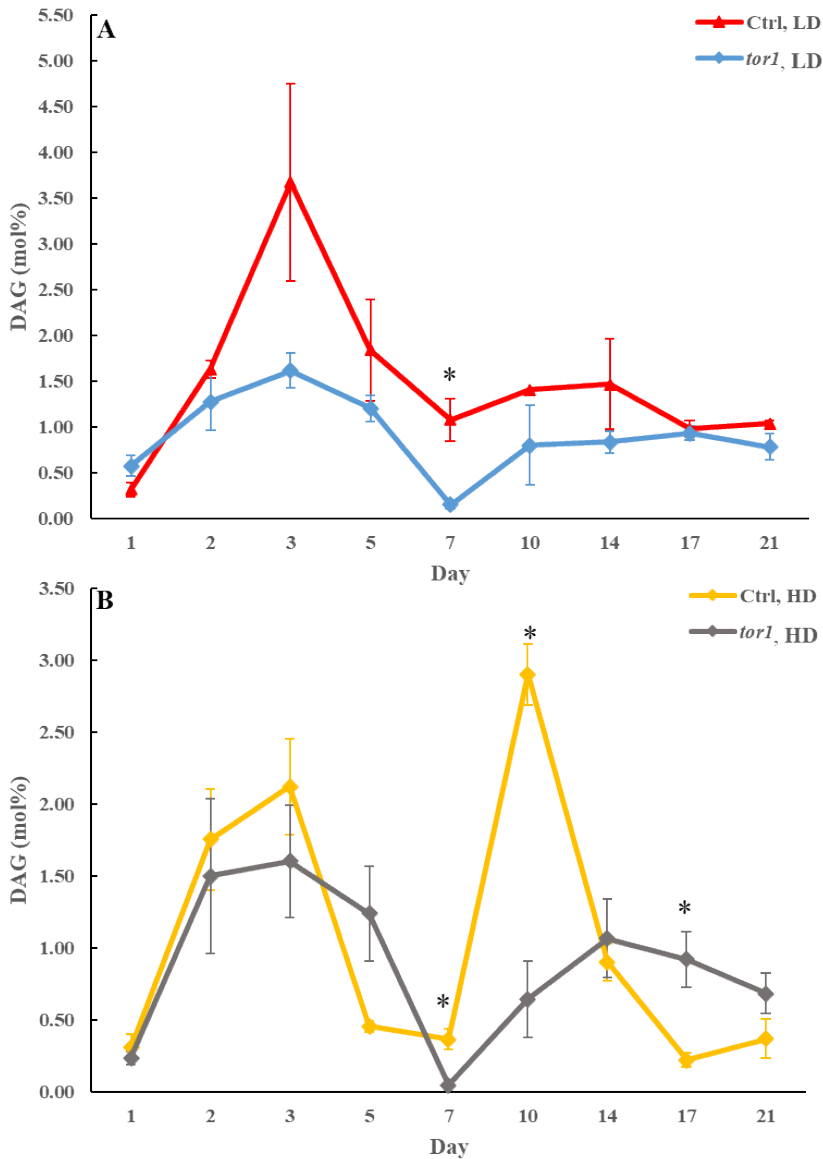 A
Ctrl, LD
tor1, LD
5.50
5.00
4.50
4.00
3.50
3.00
2.50
2.00
1.50
1.00
0.50
0.00
DAG (mol%)
*
1 2 3 5 7 10 14 17 21
Day
B
Ctrl, HD
tor1, HD
3.50
3.00
2.50
2.00
1.50
1.00
0.50
0.00
DAG (mol%)
* * *
1 2 3 5 7 10 14 17 21
Day